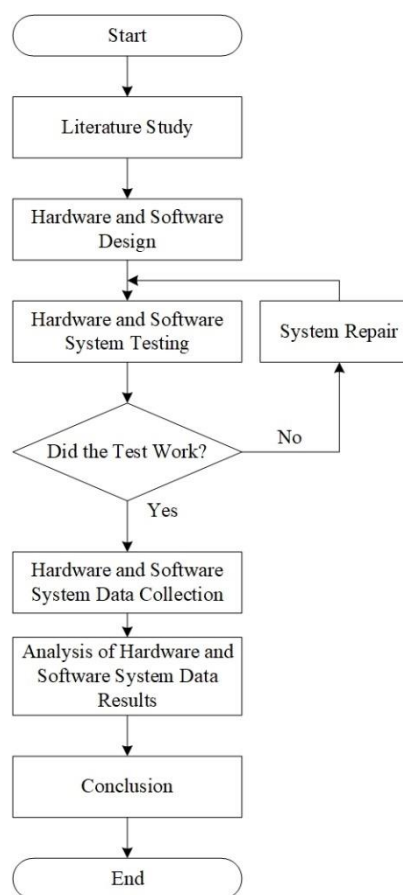 Start
Literature Study
Hardware and Software
Design
Hardware and Software
System Testing
System Repair
Did the Test Work?
No
Yes
Hardware and Software
System Data Collection
Analysis of Hardware and
Software System Data
Results
Conclusion
End